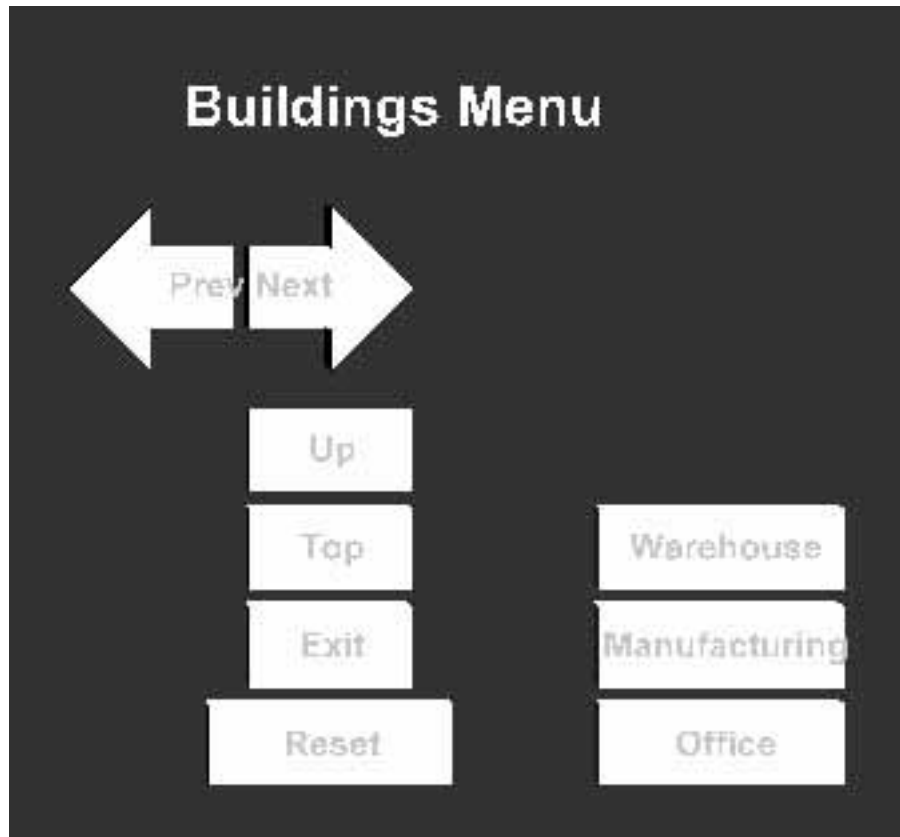 Buildings Menu
Prev Next
Up
Top
Warehouse
Exit
Manufacturing
Reset
Office